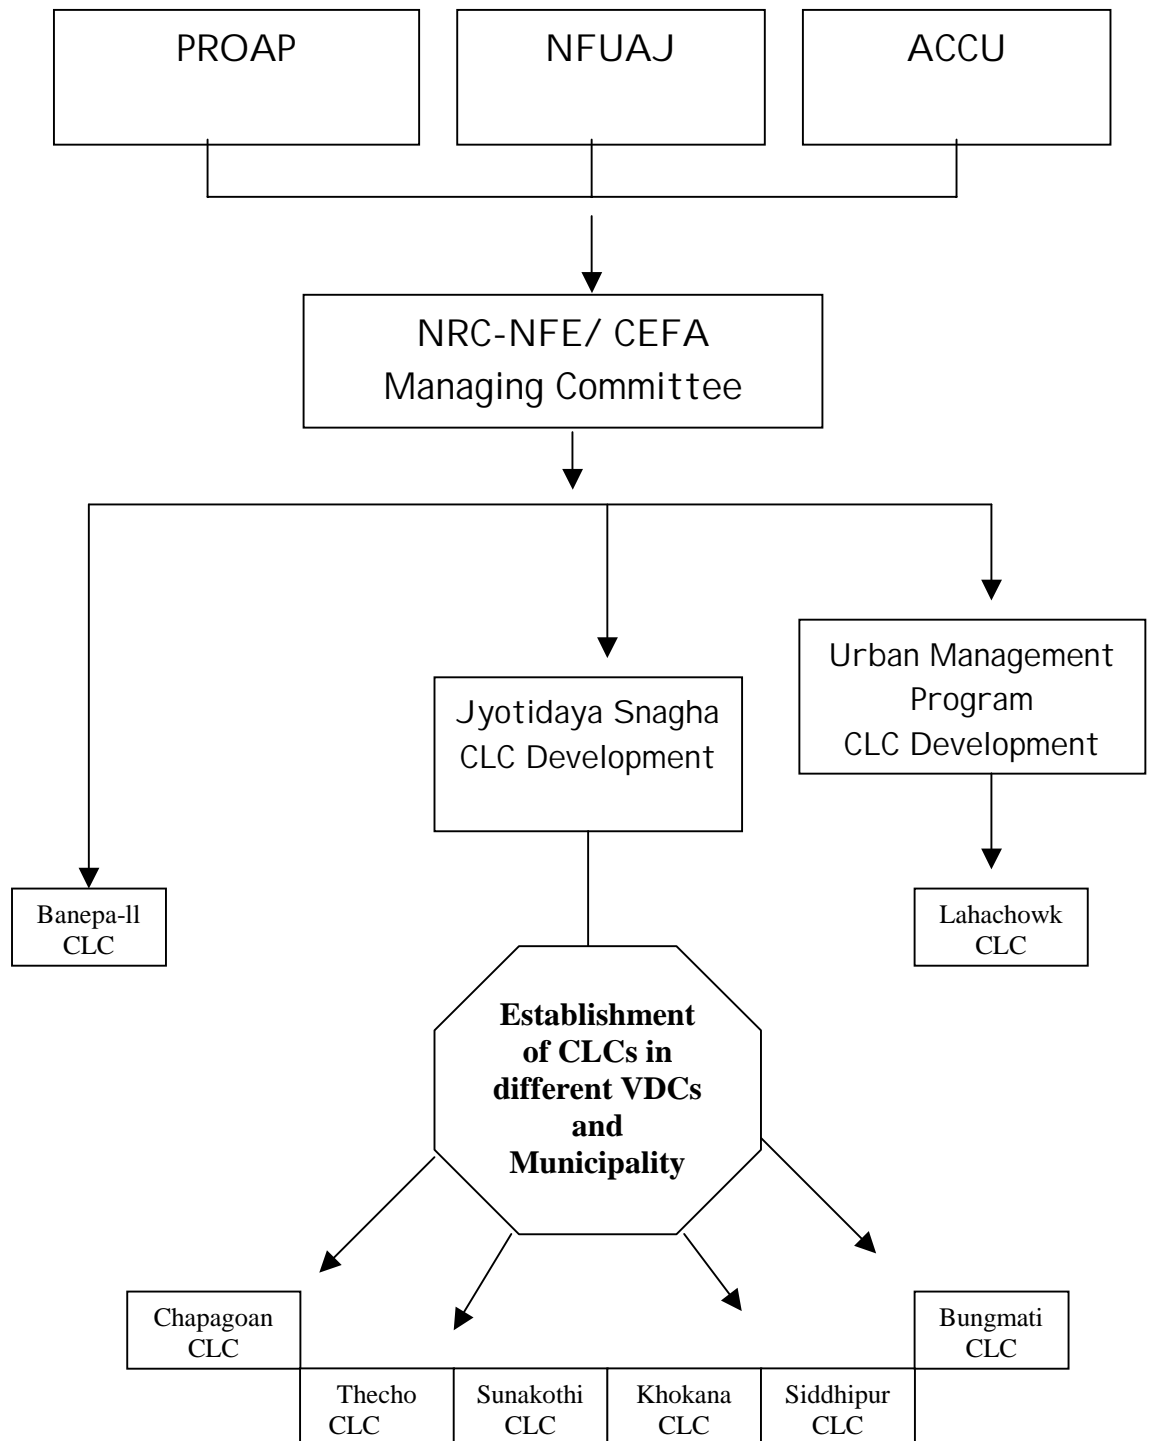 PROAP
NFUAJ
ACCU
NRC-NFE/ CEFA
Managing Committee
Urban Management
Program
CLC Development
Jyotidaya Snagha
CLC Development
Banepa-ll
CLC
Lahachowk
CLC
Establishment
of CLCs in
different VDCs
and
Municipality
Chapagoan
CLC
Bungmati
CLC
Thecho
CLC
Sunakothi
CLC
Khokana
CLC
Siddhipur
CLC